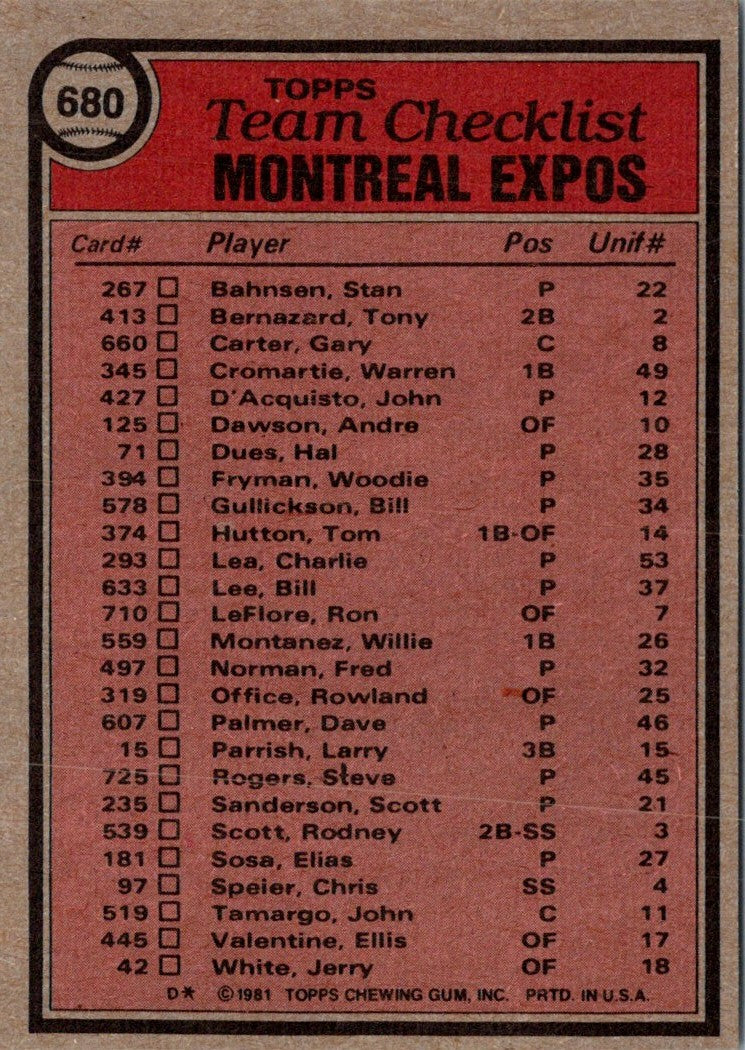 680
TOPPS
Team Checklist
MONTREAL EXPOS
Card# Player Pos Unif#
267 Bahnsen, Stan P 22
413 Bernazard, Tony 2B 2
660 Carter, Gary C 8
345 Cromartie, Warren 1B 49
427 D'Acquisto, John P 12
125 Dawson, Andre OF 10
71 Dues, Hal P 28
394 Fryman, Woodie P 35
578 Gullickson, Bill P 34
374 Hutton, Tom 1B-OF 14
293 Lea, Charlie P 53
633 Lee, Bill P 37
710 LeFlore, Ron OF 7
559 Montanez, Willie 1B 26
497 Norman, Fred P 32
319 Office, Rowland OF 25
607 Palmer, Dave P 46
15 Parrish, Larry 3B 15
725 Rogers, Steve P 45
235 Sanderson, Scott P 21
539 Scott, Rodney 2B-SS 3
181 Sosa, Elias P 27
97 Speier, Chris SS 4
519 Tamargo, John C 11
445 Valentine, Ellis OF 17
42 White, Jerry OF 18
D* ©1981 TOPPS CHEWING GUM, INC. PRTD. IN U.S.A.